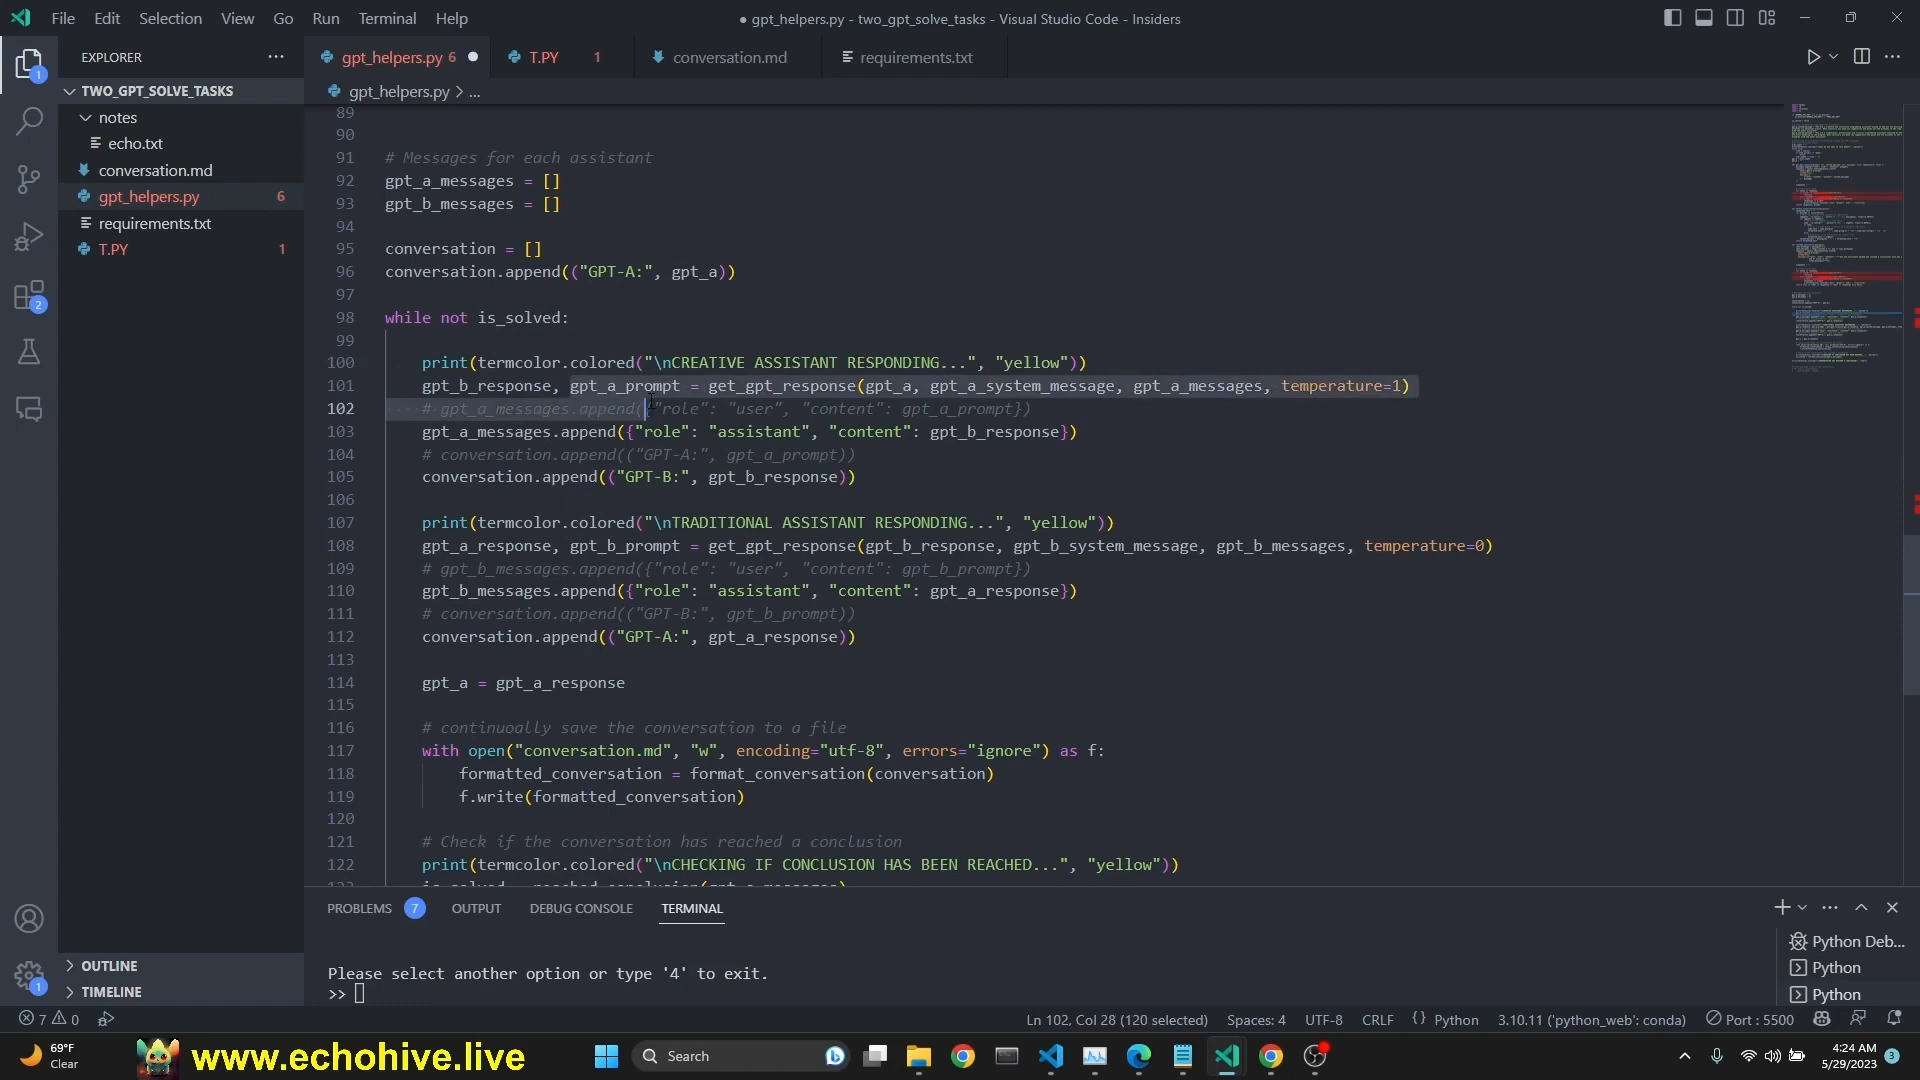 File Edit Selection View Go Run Terminal Help
● gpt_helpers.py - two_gpt_solve_tasks - Visual Studio Code - Insiders
EXPLORER
TWO_GPT_SOLVE_TASKS
notes
echo.txt
conversation.md
gpt_helpers.py 6
requirements.txt
T.PY 1
OUTLINE
TIMELINE
1
2
1
gpt_helpers.py 6
T.PY 1
conversation.md
requirements.txt
gpt_helpers.py > ...
89
90
91 # Messages for each assistant
92 gpt_a_messages = []
93 gpt_b_messages = []
94
95 conversation = []
96 conversation.append(("GPT-A:", gpt_a))
97
98 while not is_solved:
99
100 print(termcolor.colored("\nCREATIVE ASSISTANT RESPONDING...", "yellow"))
101 gpt_b_response, gpt_a_prompt = get_gpt_response(gpt_a, gpt_a_system_message, gpt_a_messages, temperature=1)
102 # gpt_a_messages.append({"role": "user", "content": gpt_a_prompt})
103 gpt_a_messages.append({"role": "assistant", "content": gpt_b_response})
104 # conversation.append(("GPT-A:", gpt_a_prompt))
105 conversation.append(("GPT-B:", gpt_b_response))
106
107 print(termcolor.colored("\nTRADITIONAL ASSISTANT RESPONDING...", "yellow"))
108 gpt_a_response, gpt_b_prompt = get_gpt_response(gpt_b_response, gpt_b_system_message, gpt_b_messages, temperature=0)
109 # gpt_b_messages.append({"role": "user", "content": gpt_b_prompt})
110 gpt_b_messages.append({"role": "assistant", "content": gpt_a_response})
111 # conversation.append(("GPT-B:", gpt_b_prompt))
112 conversation.append(("GPT-A:", gpt_a_response))
113
114 gpt_a = gpt_a_response
115
116 # continuoally save the conversation to a file
117 with open("conversation.md", "w", encoding="utf-8", errors="ignore") as f:
118 formatted_conversation = format_conversation(conversation)
119 f.write(formatted_conversation)
120
121 # Check if the conversation has reached a conclusion
122 print(termcolor.colored("\nCHECKING IF CONCLUSION HAS BEEN REACHED...", "yellow"))
PROBLEMS 7 OUTPUT DEBUG CONSOLE TERMINAL
Please select another option or type '4' to exit.
>>
Python Deb...
Python
Python
7 0
Ln 102, Col 28 (120 selected) Spaces: 4 UTF-8 CRLF {} Python 3.10.11 ('python_web': conda) Port : 5500
69°F
Clear
www.echohive.live
Search
4:24 AM
5/29/2023
3